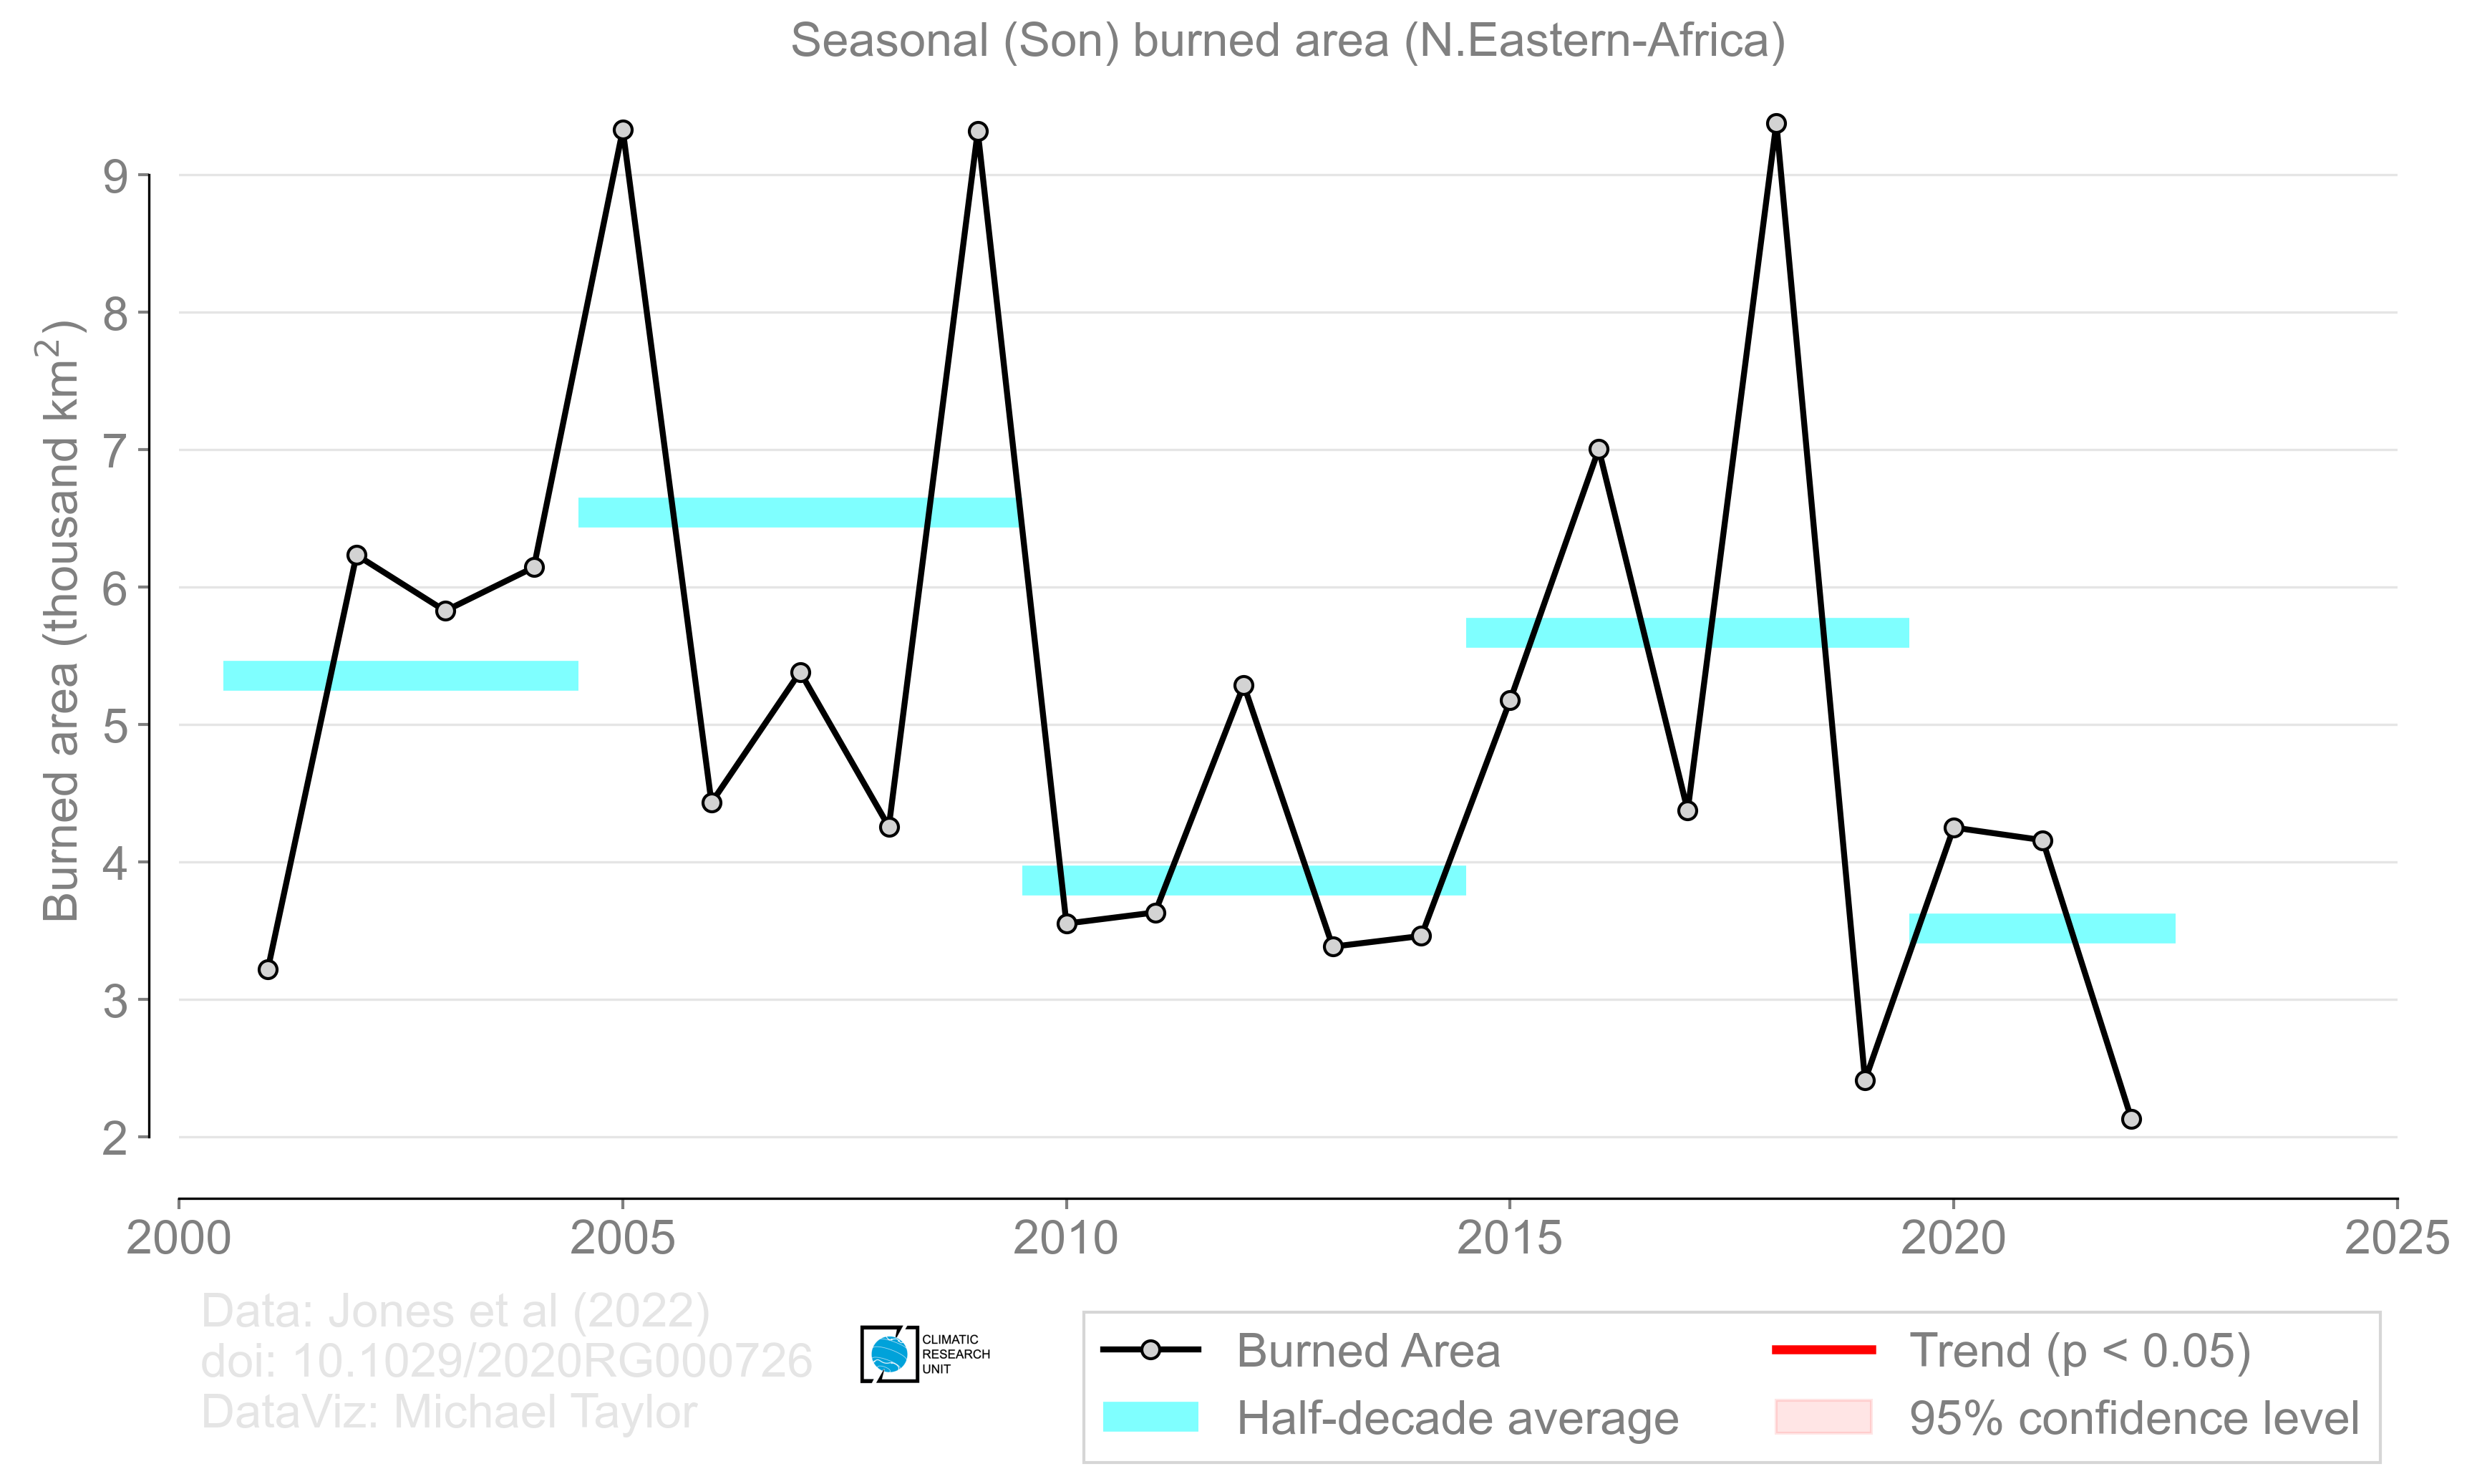 Seasonal (Son) burned area (N.Eastern-Africa)
Burned area (thousand km²)
9
8
7
6
5
4
3
2
2000 2005 2010 2015 2020 2025
Data: Jones et al (2022)
doi: 10.1029/2020RG000726
DataViz: Michael Taylor
CLIMATIC
RESEARCH
UNIT
Burned Area
Half-decade average
Trend (p < 0.05)
95% confidence level